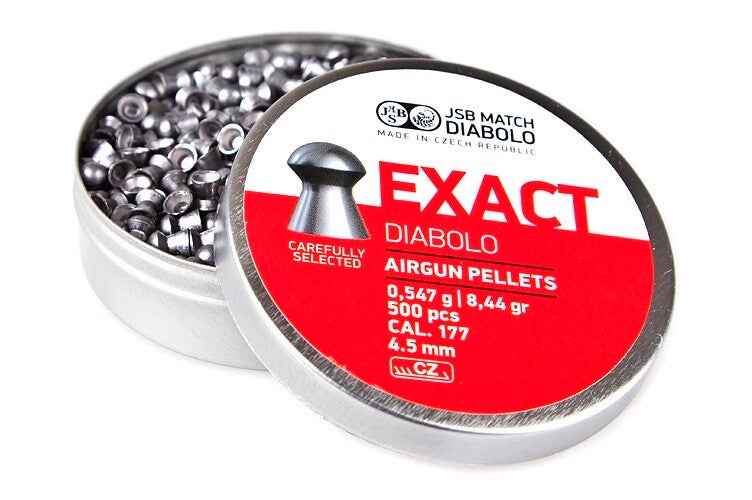 JSB
JSB MATCH
DIABOLO
MADE IN CZECH REPUBLIC
EXACT
DIABOLO
CAREFULLY
SELECTED
AIRGUN PELLETS
0,547 g | 8,44 gr
500 pcs
CAL. 177
4.5 mm
CZ